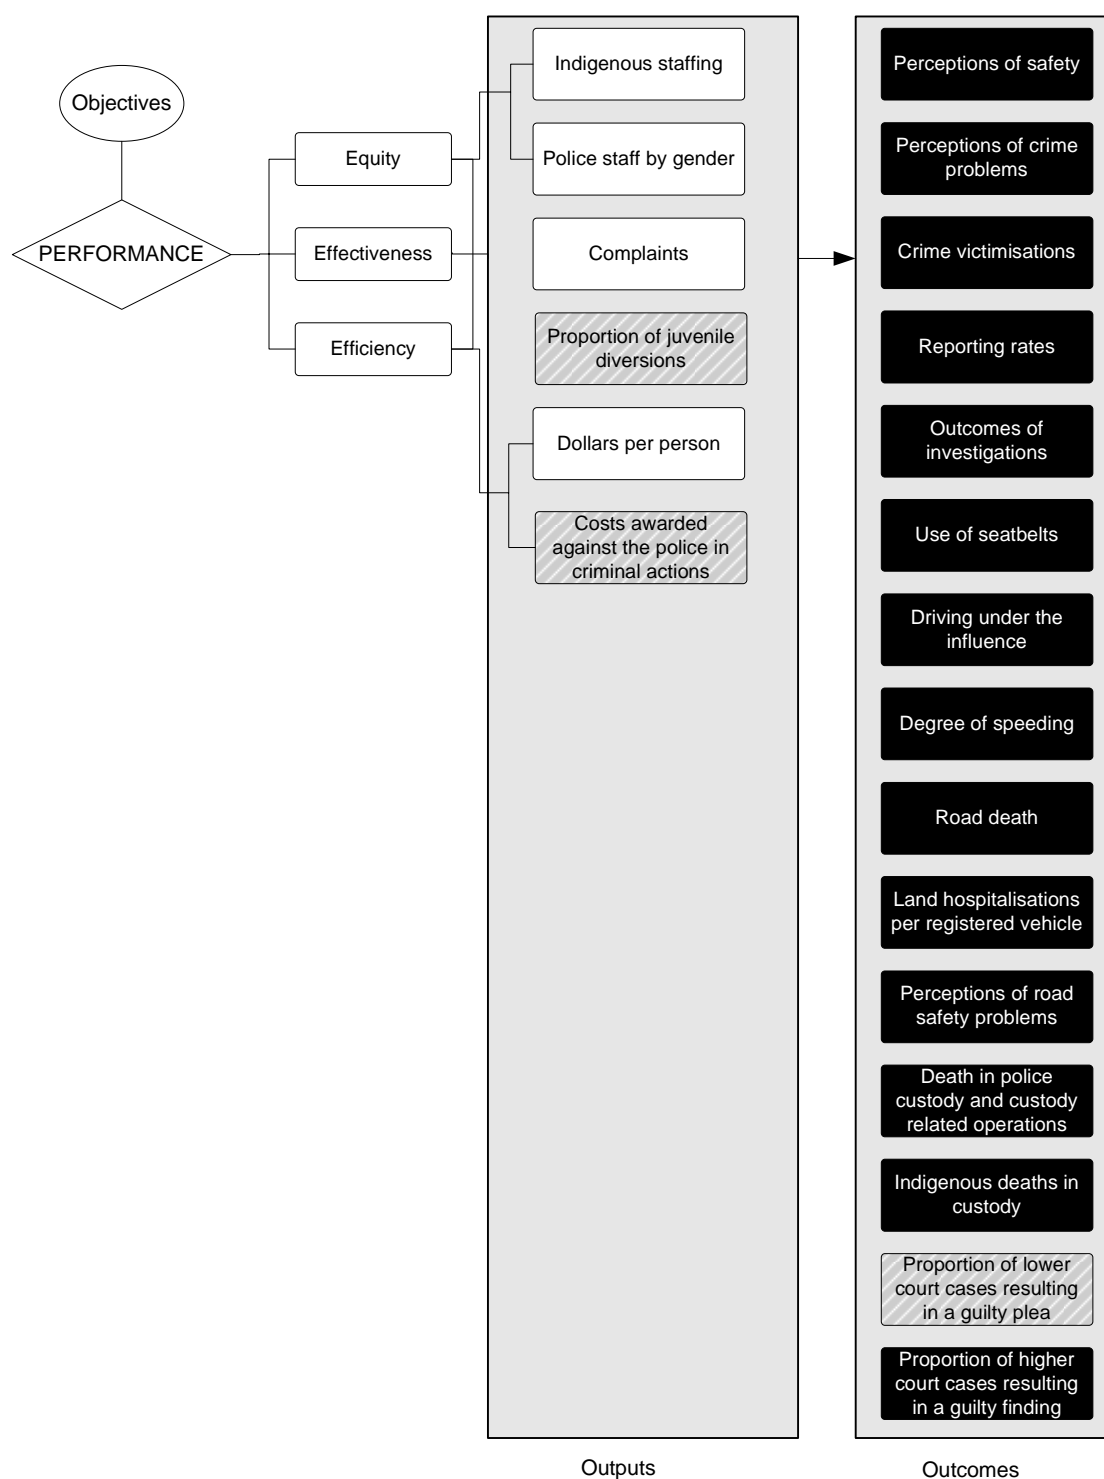 Objectives
PERFORMANCE
Equity
Effectiveness
Efficiency
Indigenous staffing
Police staff by gender
Complaints
Proportion of juvenile
diversions
Dollars per person
Costs awarded
against the police in
criminal actions
Outputs
Perceptions of safety
Perceptions of crime
problems
Crime victimisations
Reporting rates
Outcomes of
investigations
Use of seatbelts
Driving under the
influence
Degree of speeding
Road death
Land hospitalisations
per registered vehicle
Perceptions of road
safety problems
Death in police
custody and custody
related operations
Indigenous deaths in
custody
Proportion of lower
court cases resulting
in a guilty plea
Proportion of higher
court cases resulting
in a guilty finding
Outcomes